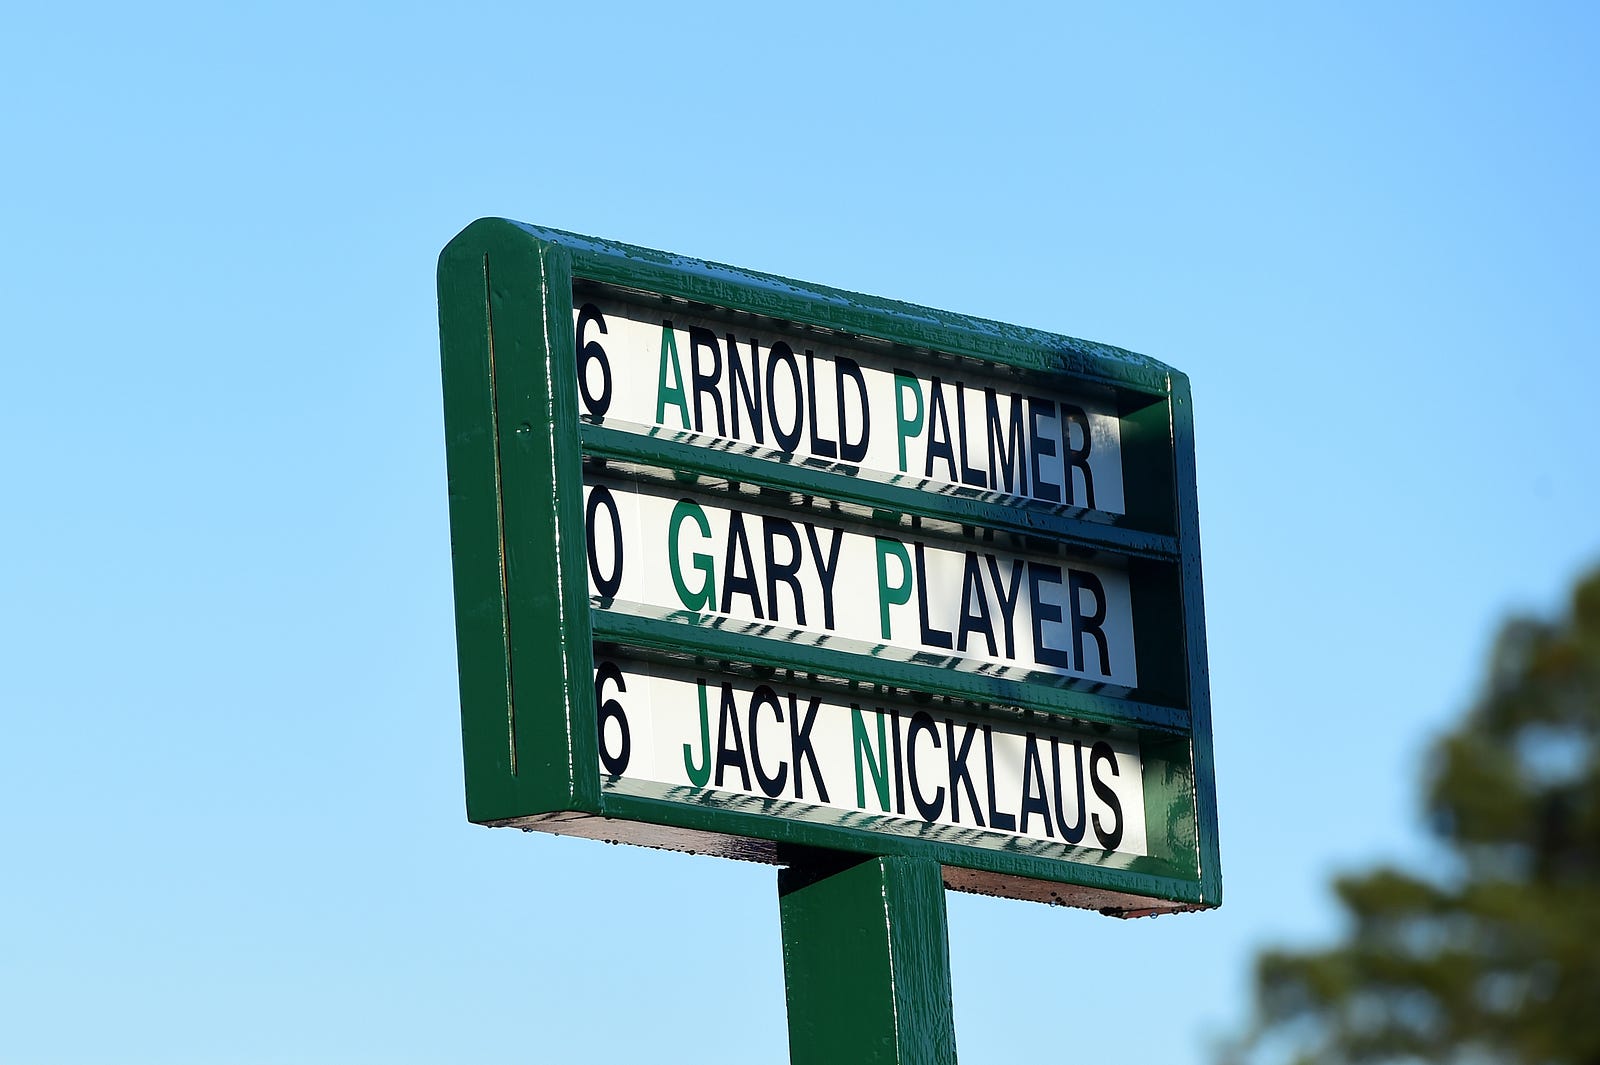 6 ARNOLD PALMER
0 GARY PLAYER
6 JACK NICKLAUS